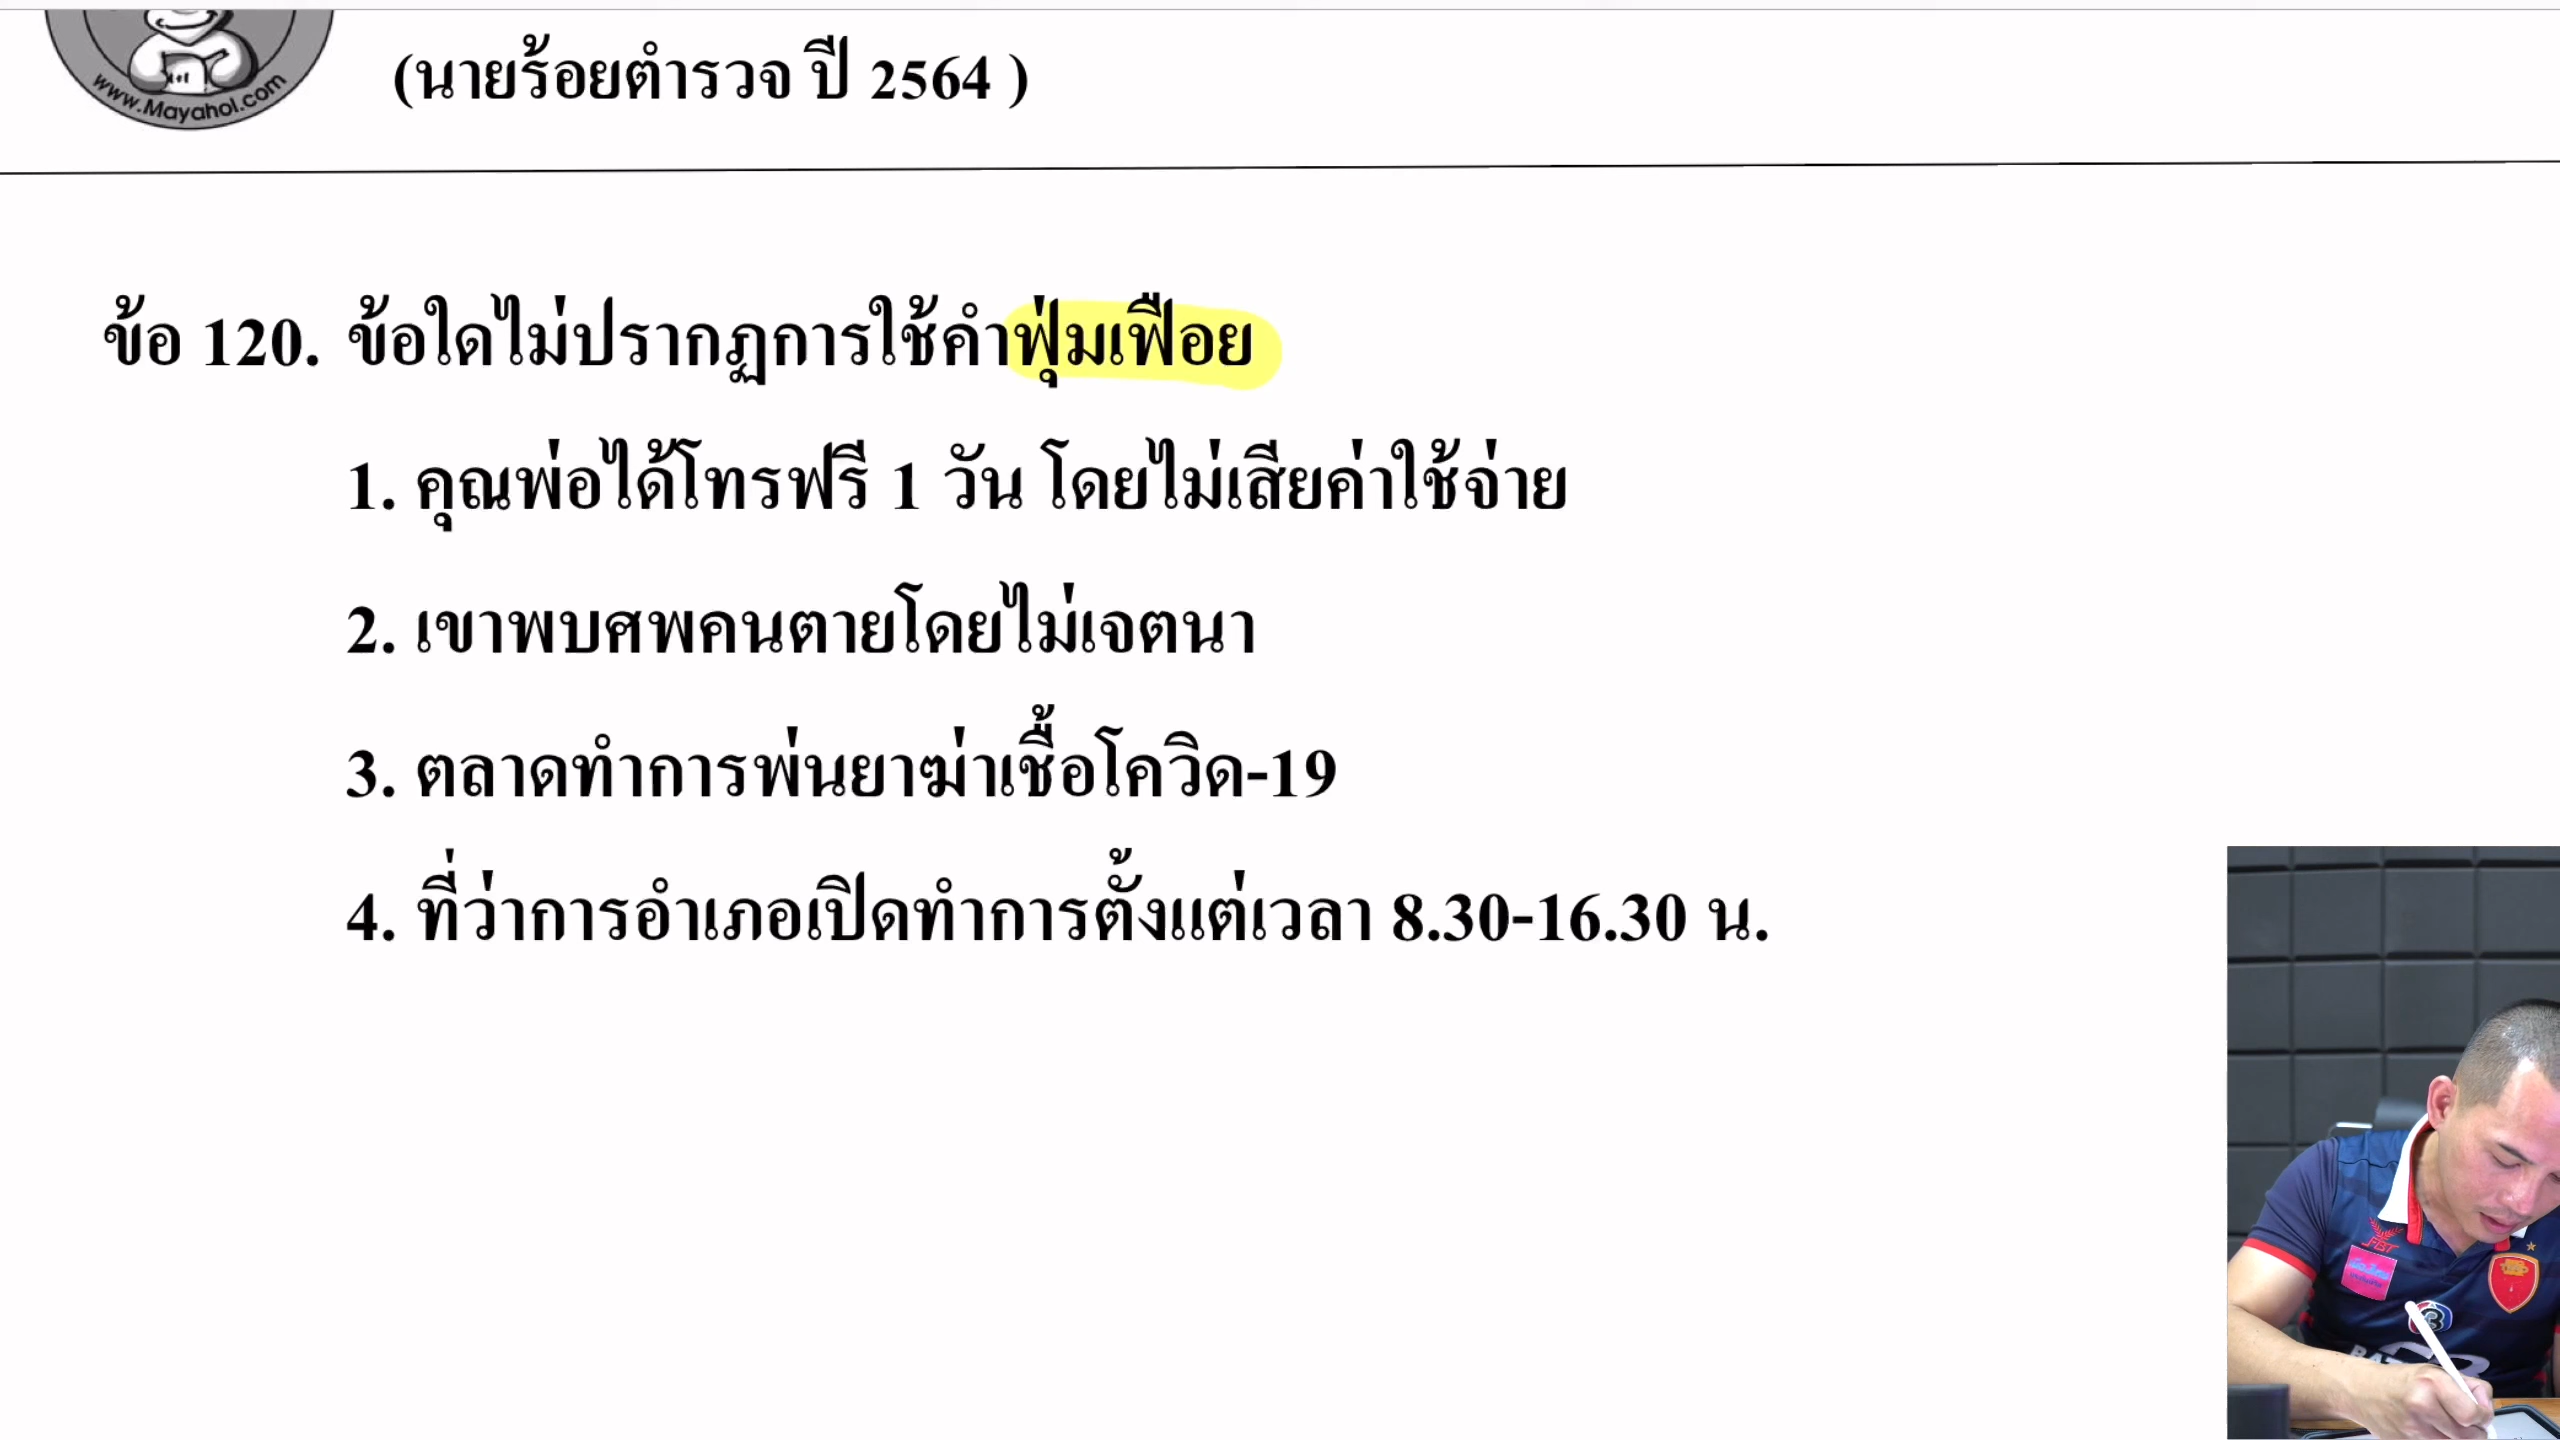 www.Mayahol.com
(นายร้อยตำรวจ ปี 2564 )
ข้อ 120. ข้อใดไม่ปรากฏการใช้คำฟุ่มเฟือย
1. คุณพ่อได้โทรฟรี 1 วัน โดยไม่เสียค่าใช้จ่าย
2. เขาพบศพคนตายโดยไม่เจตนา
3. ตลาดทำการพ่นยาฆ่าเชื้อโควิด-19
4. ที่ว่าการอำเภอเปิดทำการตั้งแต่เวลา 8.30-16.30 น.
FBT
3